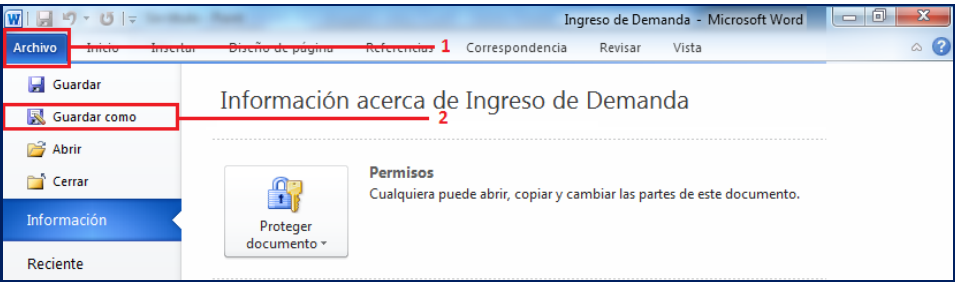 W Ingreso de Demanda - Microsoft Word
Archivo Inicio Insertar Diseño de página Referencias 1 Correspondencia Revisar Vista
Guardar
Información acerca de Ingreso de Demanda
Guardar como 2
Abrir
Permisos
Cerrar
Cualquiera puede abrir, copiar y cambiar las partes de este documento.
Información
Proteger
documento
Reciente